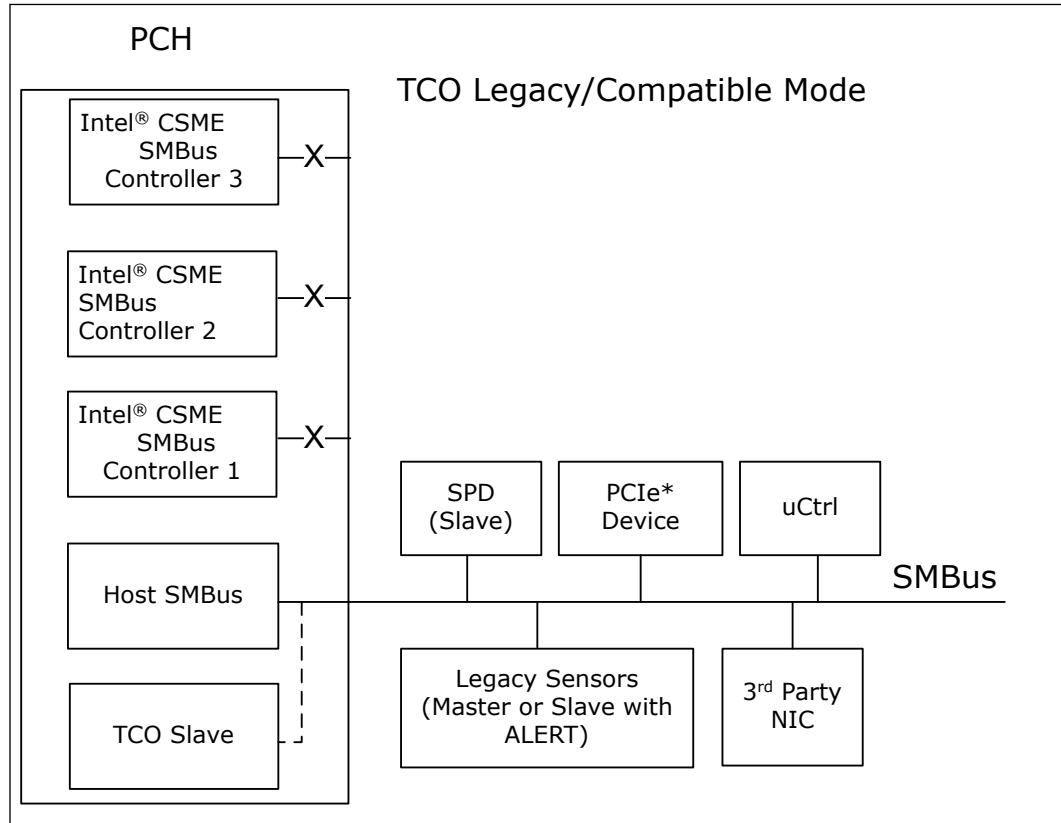 PCH
TCO Legacy/Compatible Mode
Intel® CSME
SMBus
Controller 3
X
Intel® CSME
SMBus
Controller 2
X
Intel® CSME
SMBus
Controller 1
X
SPD
(Slave)
PCIe*
Device
uCtrl
Host SMBus
SMBus
Legacy Sensors
(Master or Slave with
ALERT)
3rd Party
NIC
TCO Slave